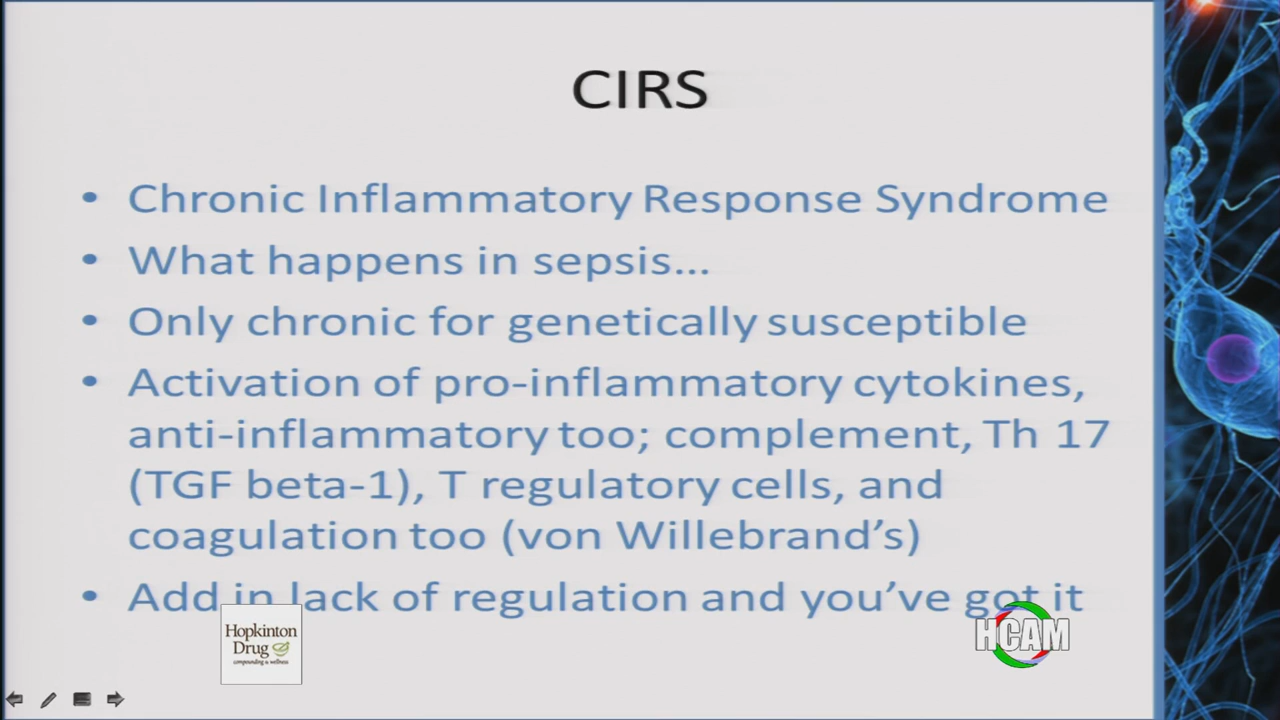 CIRS
• Chronic Inflammatory Response Syndrome
• What happens in sepsis...
• Only chronic for genetically susceptible
• Activation of pro-inflammatory cytokines,
anti-inflammatory too; complement, Th 17
(TGF beta-1), T regulatory cells, and
coagulation too (von Willebrand's)
• Add in lack of regulation and you've got it
Hopkinton
Drug
compounding & wellness
HCAM